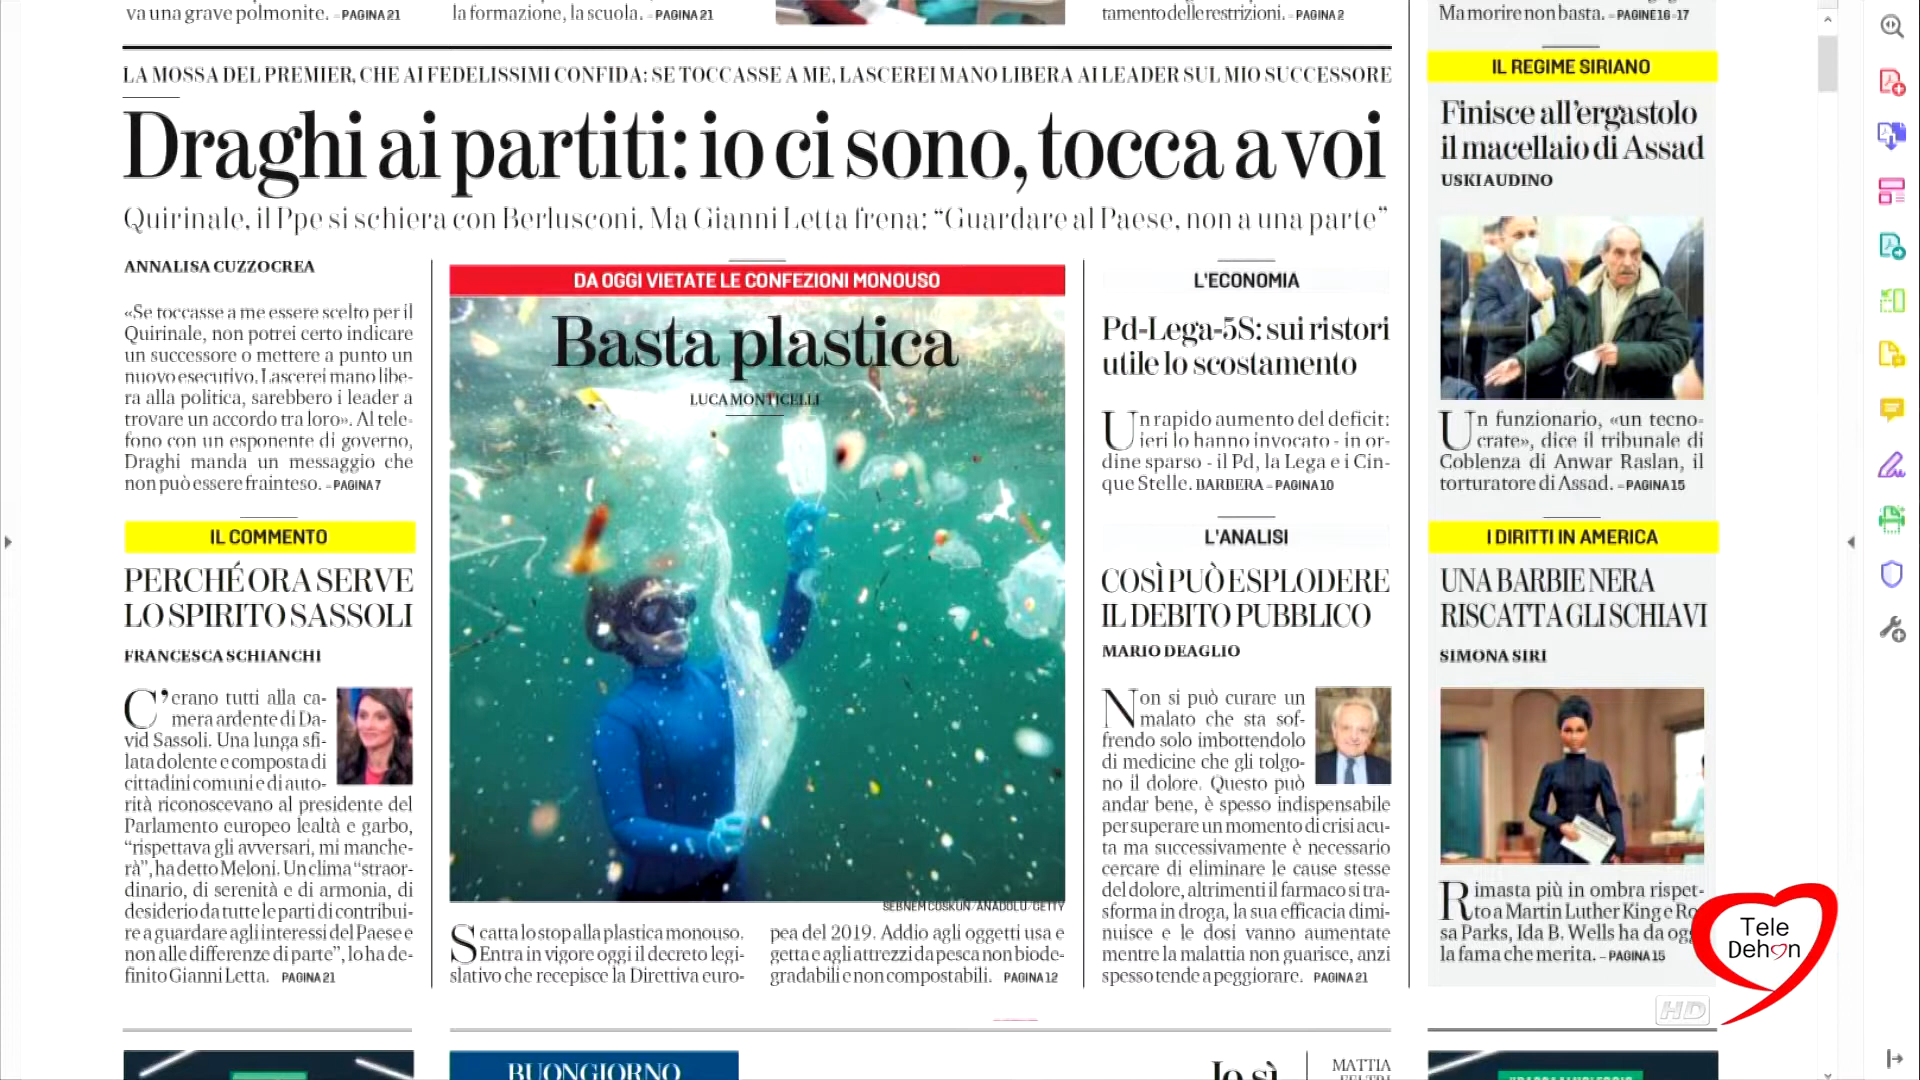 va una grave polmonite. – PAGINA 21
la formazione, la scuola. – PAGINA 21
tamento delle restrizioni. – PAGINA 2
Ma morire non basta. – PAGINE 16-17
LA MOSSA DEL PREMIER, CHE AI FEDELISSIMI CONFIDA: SE TOCCASSE A ME, LASCEREI MANO LIBERA AI LEADER SUL MIO SUCCESSORE
Draghi ai partiti: io ci sono, tocca a voi
Quirinale, il Ppe si schiera con Berlusconi. Ma Gianni Letta frena: “Guardare al Paese, non a una parte”
ANNALISA CUZZOCREA
«Se toccasse a me essere scelto per il
Quirinale, non potrei certo indicare
un successore o mettere a punto un
nuovo esecutivo. Lascerei mano libe-
ra alla politica, sarebbero i leader a
trovare un accordo tra loro». Al tele-
fono con un esponente di governo,
Draghi manda un messaggio che
non può essere frainteso. – PAGINA 7
IL COMMENTO
PERCHÉ ORA SERVE
LO SPIRITO SASSOLI
FRANCESCA SCHIANCHI
C’erano tutti alla ca-
mera ardente di Da-
vid Sassoli. Una lunga sfi-
lata dolente e composta di
cittadini comuni e di auto-
rità riconoscevano al presidente del
Parlamento europeo lealtà e garbo,
“rispettava gli avversari, mi manche-
rà”, ha detto Meloni. Un clima “straor-
dinario, di serenità e di armonia, di
desiderio da tutte le parti di contribui-
re a guardare agli interessi del Paese e
non alle differenze di parte”, lo ha de-
finito Gianni Letta. PAGINA 21
DA OGGI VIETATE LE CONFEZIONI MONOUSO
Basta plastica
LUCA MONTICELLI
SEBNEM COSKUN/ANADOLU/GETTY
Scatta lo stop alla plastica monouso.
Entra in vigore oggi il decreto legi-
slativo che recepisce la Direttiva euro-
pea del 2019. Addio agli oggetti usa e
getta e agli attrezzi da pesca non biode-
gradabili e non compostabili. PAGINA 12
L'ECONOMIA
Pd-Lega-5S: sui ristori
utile lo scostamento
Un rapido aumento del deficit:
ieri lo hanno invocato - in or-
dine sparso - il Pd, la Lega e i Cin-
que Stelle. BARBERA – PAGINA 10
L'ANALISI
COSÌ PUÒ ESPLODERE
IL DEBITO PUBBLICO
MARIO DEAGLIO
Non si può curare un
malato che sta sof-
frendo solo imbottendolo
di medicine che gli tolgo-
no il dolore. Questo può
andar bene, è spesso indispensabile
per superare un momento di crisi acu-
ta ma successivamente è necessario
cercare di eliminare le cause stesse
del dolore, altrimenti il farmaco si tra-
sforma in droga, la sua efficacia dimi-
nuisce e le dosi vanno aumentate
mentre la malattia non guarisce, anzi
spesso tende a peggiorare. PAGINA 21
IL REGIME SIRIANO
Finisce all’ergastolo
il macellaio di Assad
USKI AUDINO
Un funzionario, «un tecno-
crate», dice il tribunale di
Coblenza di Anwar Raslan, il
torturatore di Assad. – PAGINA 15
I DIRITTI IN AMERICA
UNA BARBIE NERA
RISCATTA GLI SCHIAVI
SIMONA SIRI
Rimasta più in ombra rispet-
to a Martin Luther King e Ro-
sa Parks, Ida B. Wells ha da ogg
la fama che merita. – PAGINA 15
Tele
Dehon
HD
BUONGIORNO
Io sì
MATTIA
FELTRI